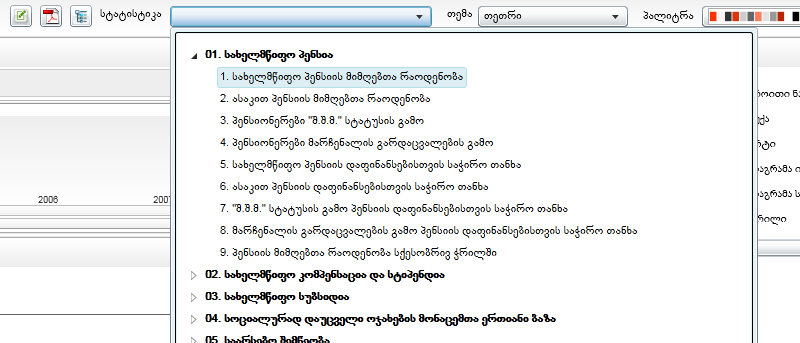 სტატისტიკა თემა თეთრი პალიტრა
01. სახელმწიფო პენსია
1. სახელმწიფო პენსიის მიმღებთა რაოდენობა
2. ასაკით პენსიის მიმღებთა რაოდენობა
3. პენსიონერები "შ.შ.მ." სტატუსის გამო
4. პენსიონერები მარჩენალის გარდაცვალების გამო
5. სახელმწიფო პენსიის დაფინანსებისთვის საჭირო თანხა
6. ასაკით პენსიის დაფინანსებისთვის საჭირო თანხა
7. "შ.შ.მ." სტატუსის გამო პენსიის დაფინანსებისთვის საჭირო თანხა
8. მარჩენალის გარდაცვალების გამო პენსიის დაფინანსებისთვის საჭირო თანხა
9. პენსიის მიმღებთა რაოდენობა სქესობრივ ჭრილში
02. სახელმწიფო კომპენსაცია და სტიპენდია
03. სახელმწიფო სუბსიდია
04. სოციალურად დაუცველი ოჯახების მონაცემთა ერთიანი ბაზა
05. საარსებო შემწეობა
2006